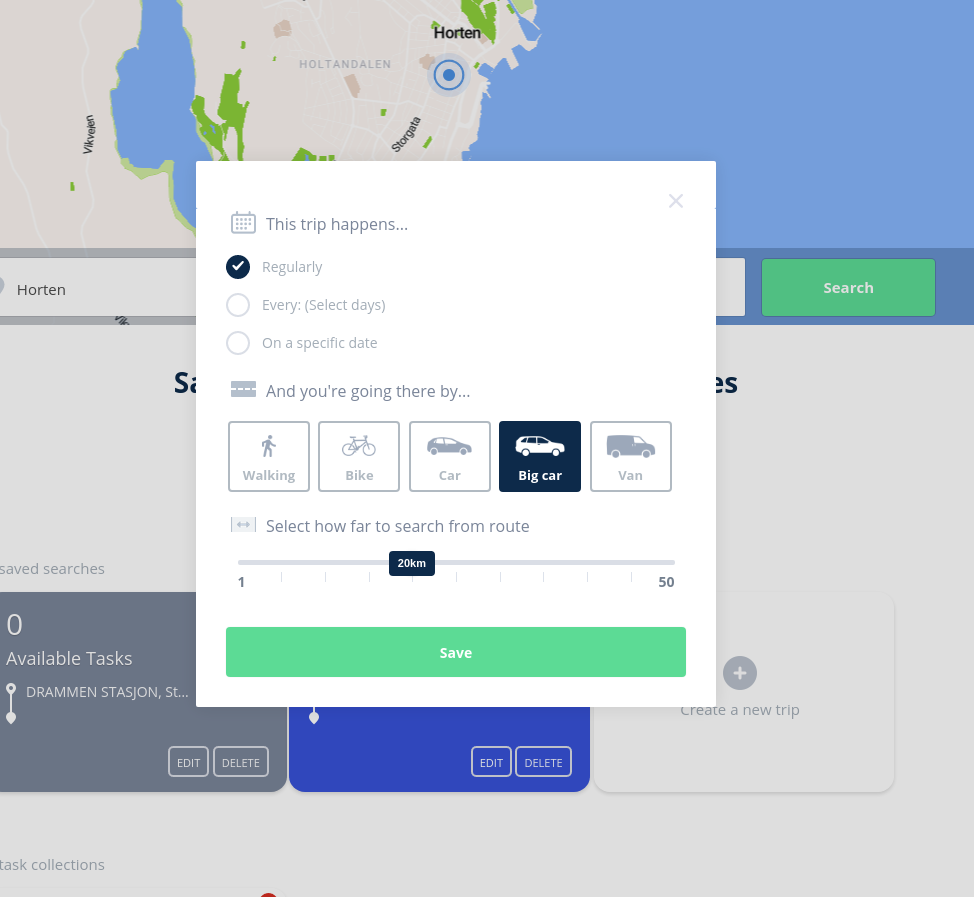 Horten
HOLTANDALEN
Vikveien
Storgata
This trip happens...
Horten
Regularly
Search
Every: (Select days)
On a specific date
Sa
es
And you're going there by...
Walking
Bike
Car
Big car
Van
Select how far to search from route
20km
1
50
saved searches
0
Available Tasks
DRAMMEN STASJON, St...
Save
Create a new trip
EDIT
DELETE
EDIT
DELETE
task collections